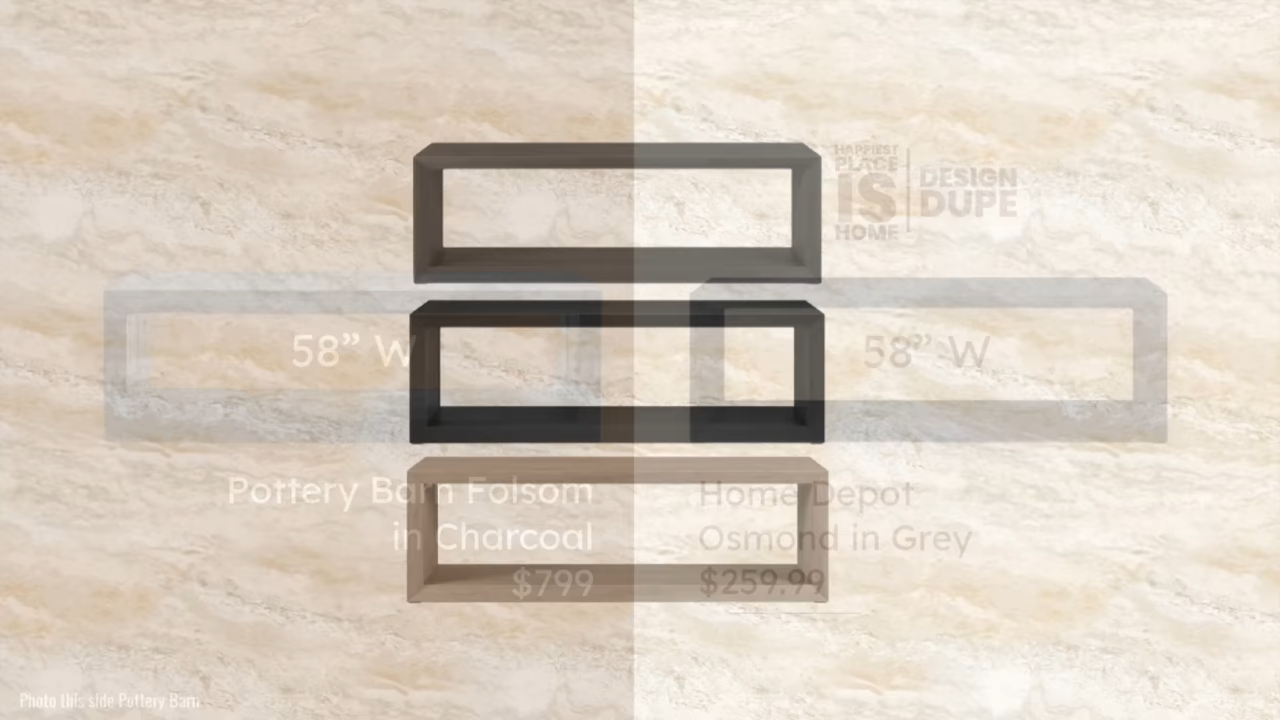 HAPPIEST
PLACE
IS
HOME
DESIGN
DUPE
58” W
58” W
Pottery Barn Folsom
in Charcoal
$799
Home Depot
Osmond in Grey
$259.99
Photo this side Pottery Barn